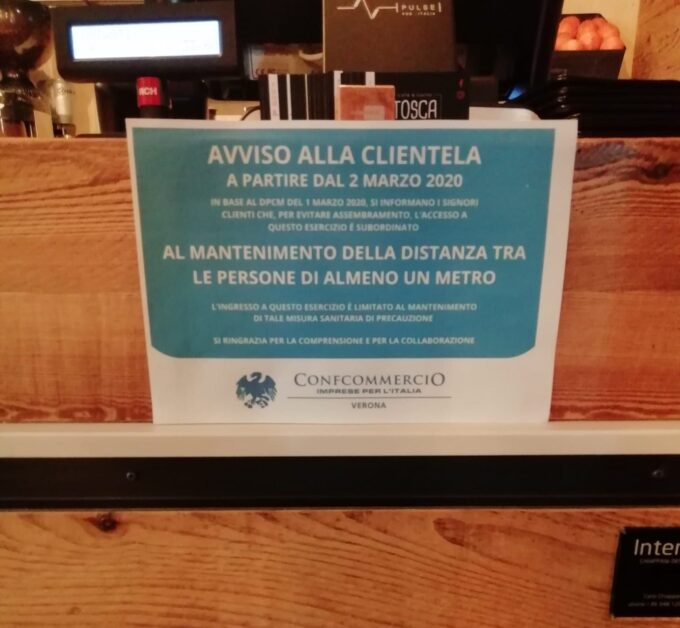 PULSE
PER L'ITALIA
TOSCA
AVVISO ALLA CLIENTELA
A PARTIRE DAL 2 MARZO 2020
IN BASE AL DPCM DEL 1 MARZO 2020, SI INFORMANO I SIGNORI
CLIENTI CHE, PER EVITARE ASSEMBRAMENTO, L'ACCESSO A
QUESTO ESERCIZIO È SUBORDINATO
AL MANTENIMENTO DELLA DISTANZA TRA
LE PERSONE DI ALMENO UN METRO
L'INGRESSO A QUESTO ESERCIZIO È LIMITATO AL MANTENIMENTO
DI TALE MISURA SANITARIA DI PRECAUZIONE
SI RINGRAZIA PER LA COMPRENSIONE E PER LA COLLABORAZIONE
CONFCOMMERCIO
IMPRESE PER L'ITALIA
VERONA
Inter